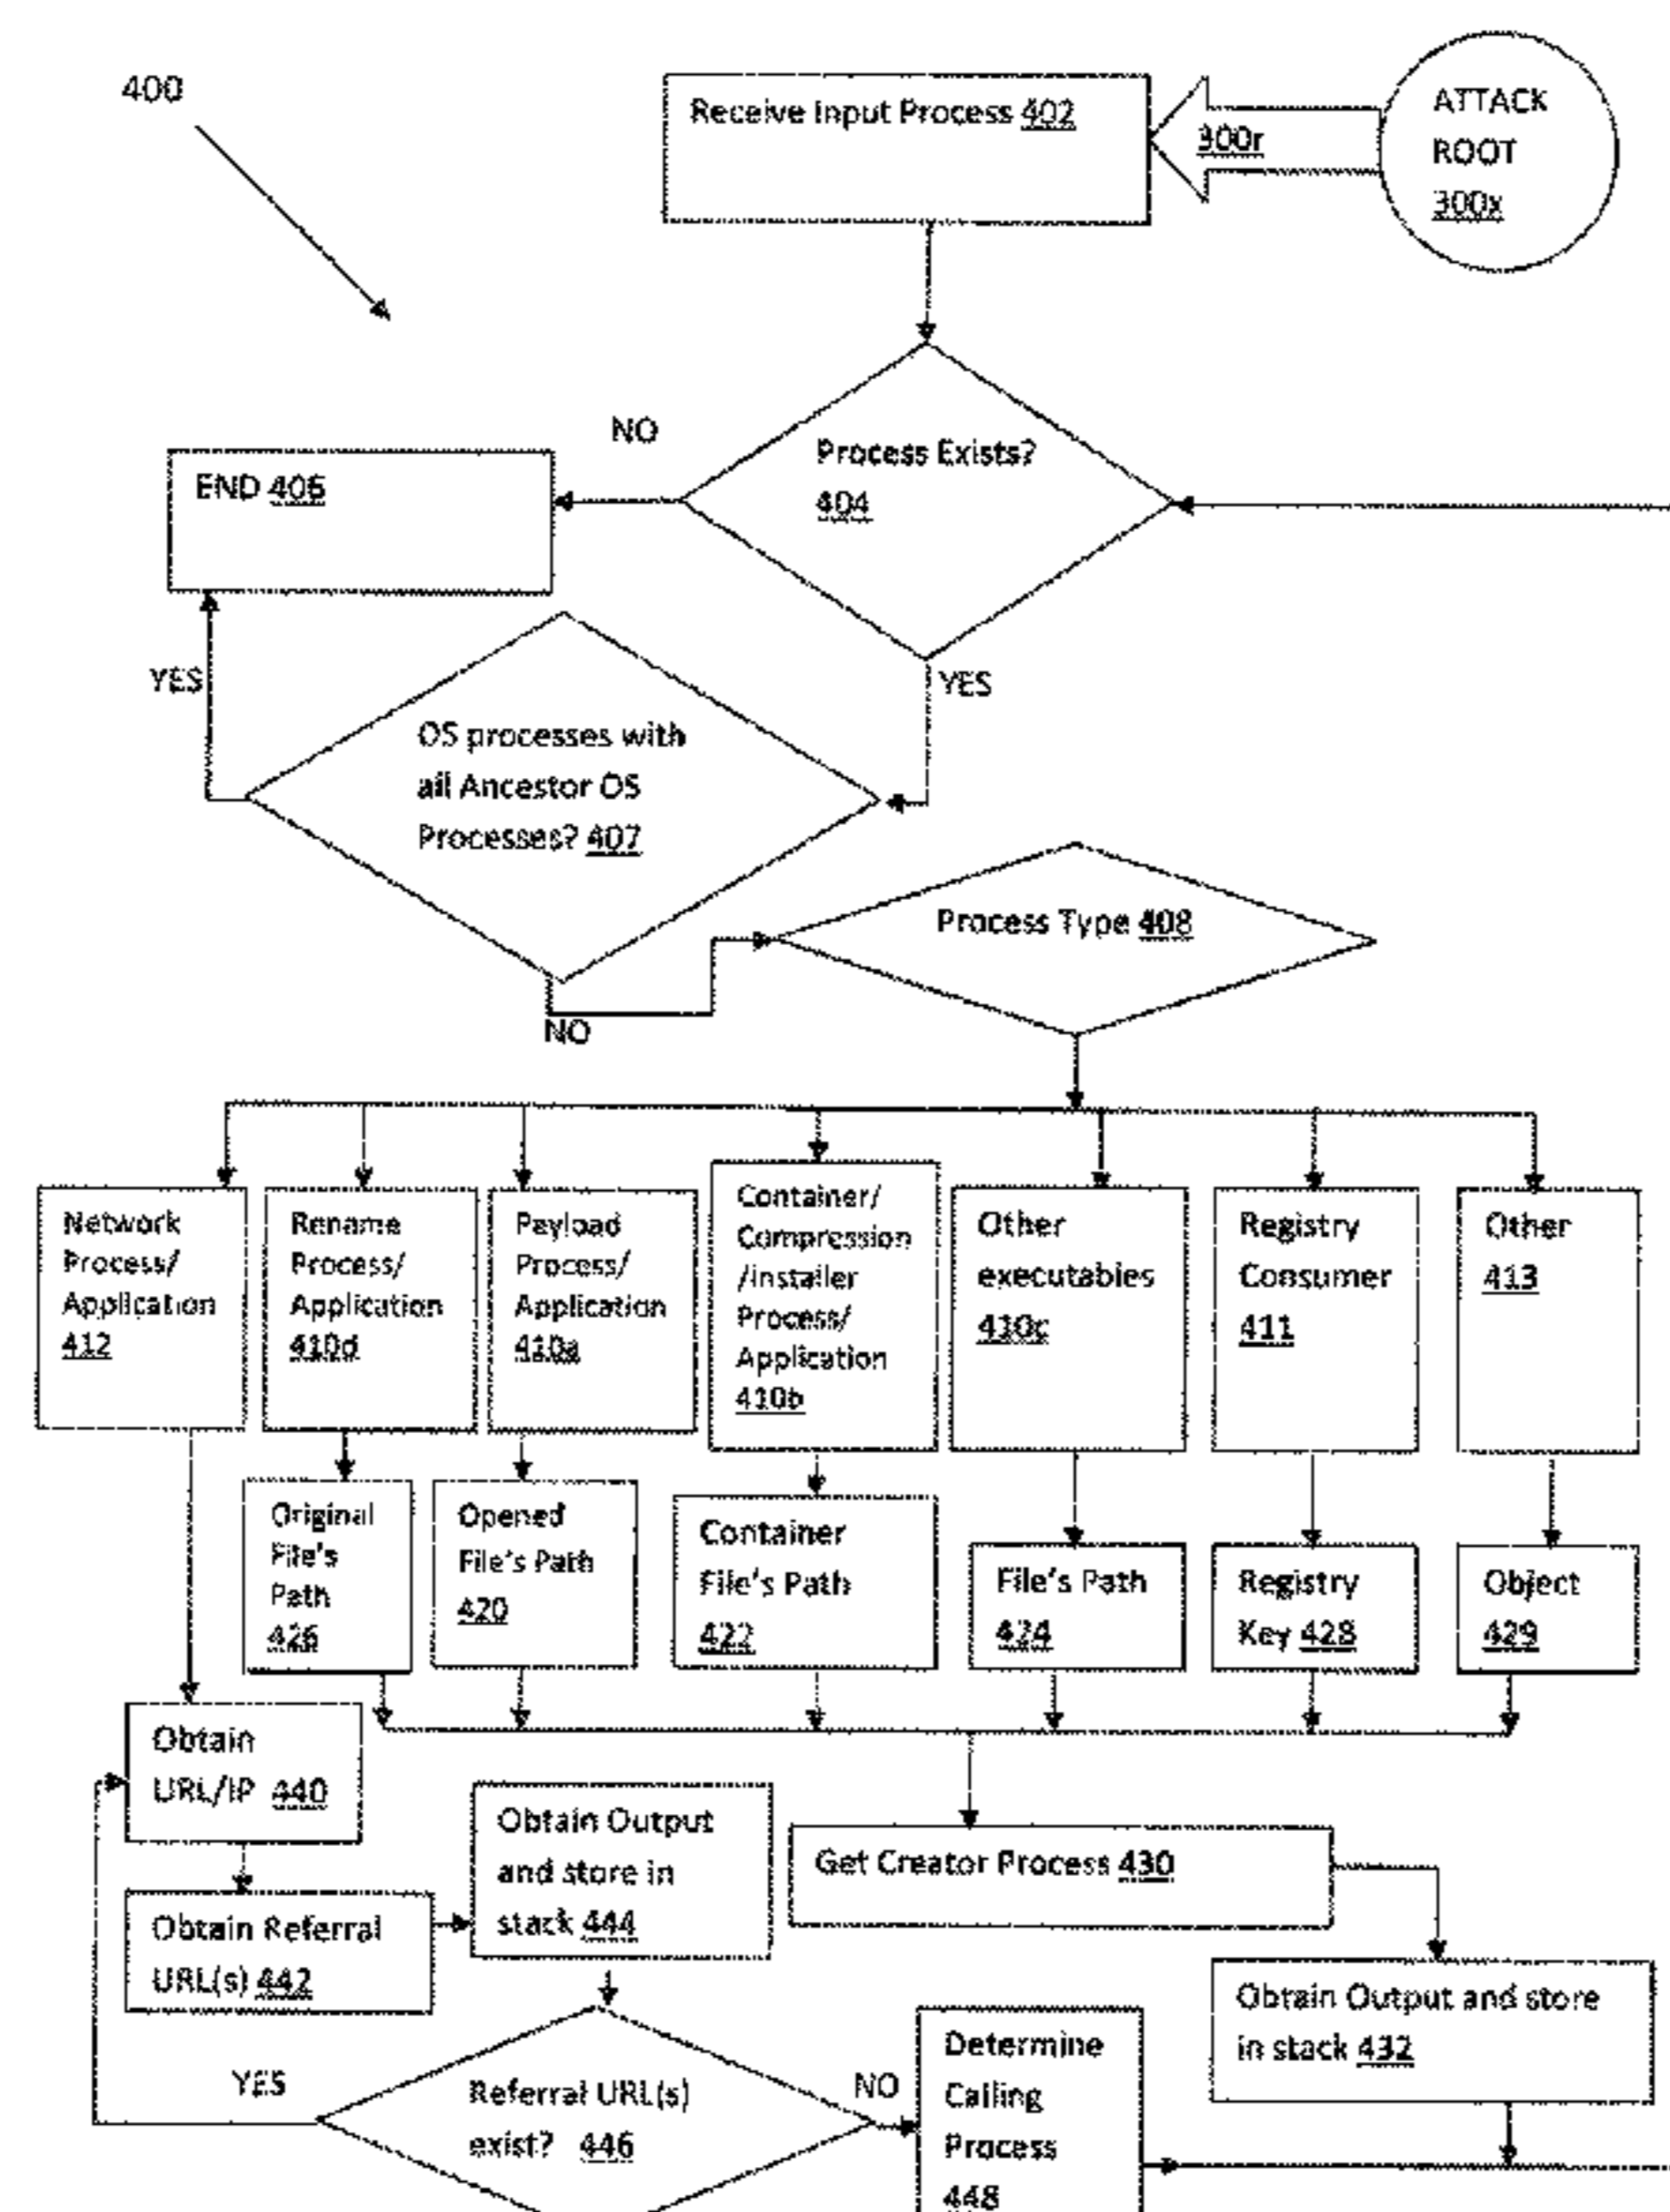 400
Receive Input Process 402
300r
ATTACK
ROOT
300x
NO
Process Exists?
404
END 406
YES
YES
OS processes with
all Ancestor OS
Processes? 407
Process Type 408
NO
Network
Process/
Application
412
Rename
Process/
Application
410d
Payload
Process/
Application
410a
Container/
Compression
/installer
Process/
Application
410b
Other
executables
410c
Registry
Consumer
411
Other
413
Original
File's
Path
426
Opened
File's Path
420
Container
File's Path
422
File's Path
424
Registry
Key 428
Object
429
Obtain
URL/IP 440
Obtain Output
and store in
stack 444
Get Creator Process 430
Obtain Referral
URL(s) 442
Obtain Output and store
in stack 432
YES
Referral URL(s)
exist? 446
NO
Determine
Calling
Process
448